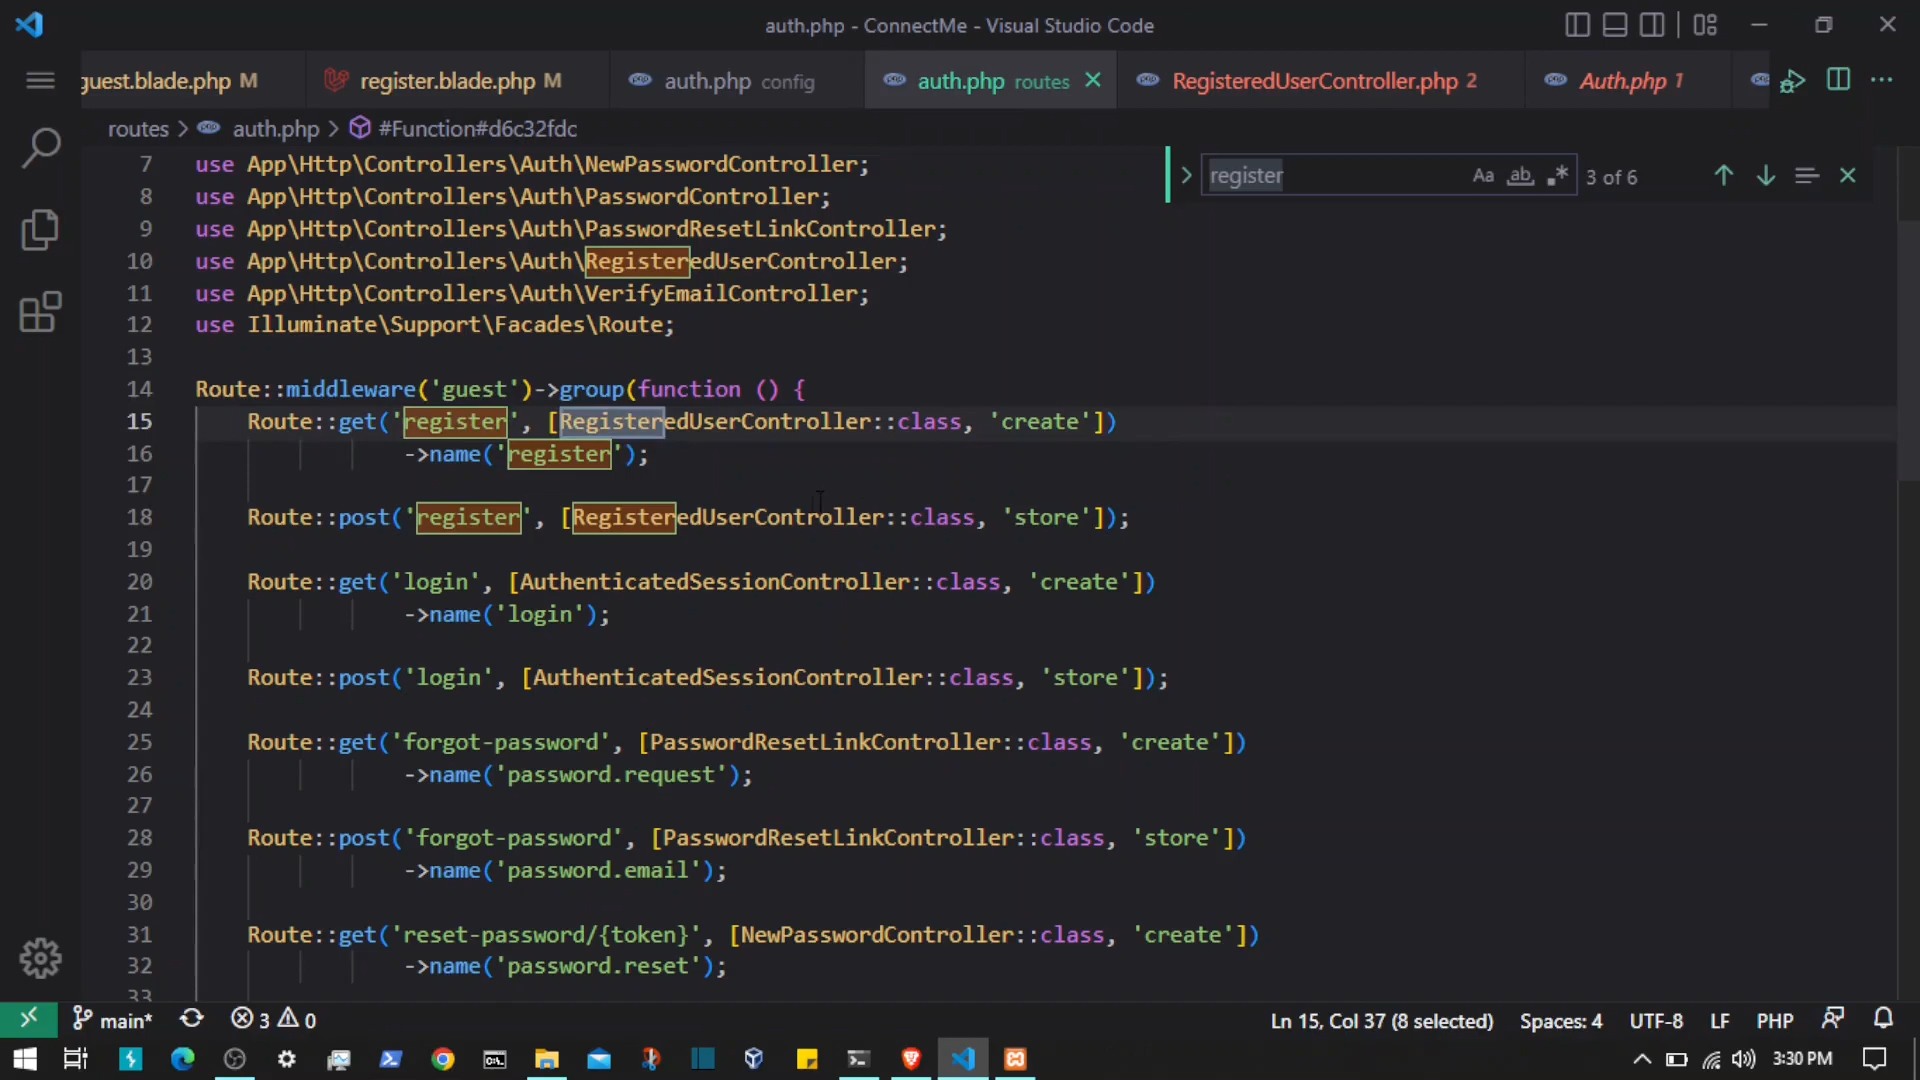 auth.php - ConnectMe - Visual Studio Code
guest.blade.php M register.blade.php M auth.php config auth.php routes RegisteredUserController.php 2 Auth.php 1
routes > auth.php > #Function#d6c32fdc
register Aa ab 3 of 6
7 use App\Http\Controllers\Auth\NewPasswordController;
8 use App\Http\Controllers\Auth\PasswordController;
9 use App\Http\Controllers\Auth\PasswordResetLinkController;
10 use App\Http\Controllers\Auth\RegisteredUserController;
11 use App\Http\Controllers\Auth\VerifyEmailController;
12 use Illuminate\Support\Facades\Route;
13
14 Route::middleware('guest')->group(function () {
15 Route::get('register', [RegisteredUserController::class, 'create'])
16 ->name('register');
17
18 Route::post('register', [RegisteredUserController::class, 'store']);
19
20 Route::get('login', [AuthenticatedSessionController::class, 'create'])
21 ->name('login');
22
23 Route::post('login', [AuthenticatedSessionController::class, 'store']);
24
25 Route::get('forgot-password', [PasswordResetLinkController::class, 'create'])
26 ->name('password.request');
27
28 Route::post('forgot-password', [PasswordResetLinkController::class, 'store'])
29 ->name('password.email');
30
31 Route::get('reset-password/{token}', [NewPasswordController::class, 'create'])
32 ->name('password.reset');
33
main* 3 0 Ln 15, Col 37 (8 selected) Spaces: 4 UTF-8 LF PHP
3:30 PM